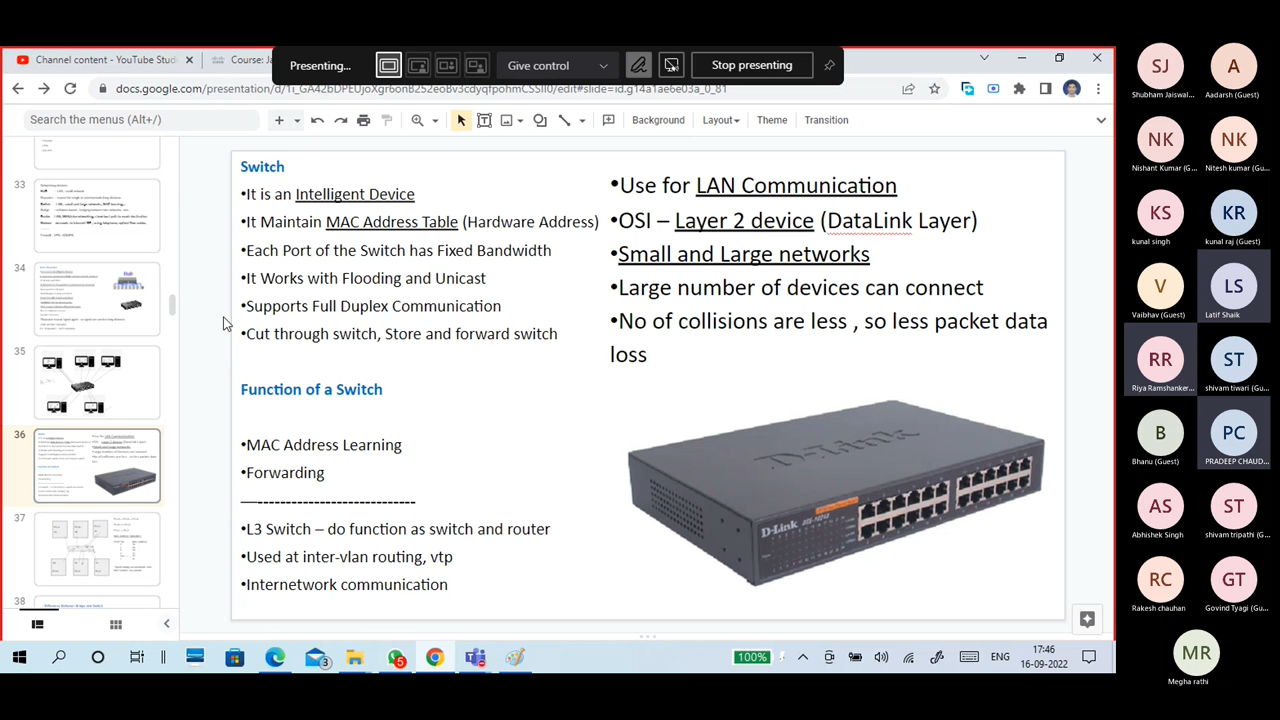 Channel content - YouTube Stud
Course: Ja
Presenting...
Give control
Stop presenting
docs.google.com/presentation/d/1i_GA42bDPEUjoXgr6onB252eoBv3cdyqfpohmCSSlI0/edit#slide=id.g14a1aebe03a_0_81
Search the menus (Alt+/)
Background
Layout
Theme
Transition
33
34
35
36
37
38
Switch
•It is an Intelligent Device
•It Maintain MAC Address Table (Hardware Address)
•Each Port of the Switch has Fixed Bandwidth
•It Works with Flooding and Unicast
•Supports Full Duplex Communication
•Cut through switch, Store and forward switch
Function of a Switch
•MAC Address Learning
•Forwarding
—---------------------------
•L3 Switch – do function as switch and router
•Used at inter-vlan routing, vtp
•Internetwork communication
•Use for LAN communication
•OSI – Layer 2 device (DataLink Layer)
•Small and Large networks
•Large number of devices can connect
•No of collisions are less , so less packet data
loss
D-Link
SJ
Shubham Jaiswal...
A
Aadarsh (Guest)
NK
Nishant Kumar (G...
NK
Nitesh kumar (G...
KS
kunal singh
KR
kunal raj (Guest)
V
Vaibhav (Guest)
LS
Latif Shaik
RR
Riya Ramshanker...
ST
shivam tiwari (Gu...
B
Bhanu (Guest)
PC
PRADEEP CHAUD...
AS
Abhishek Singh
ST
shivam tripathi (G...
RC
Rakesh chauhan
GT
Govind Tyagi (Gu...
MR
Megha rathi
3
5
100%
ENG
17:46
16-09-2022